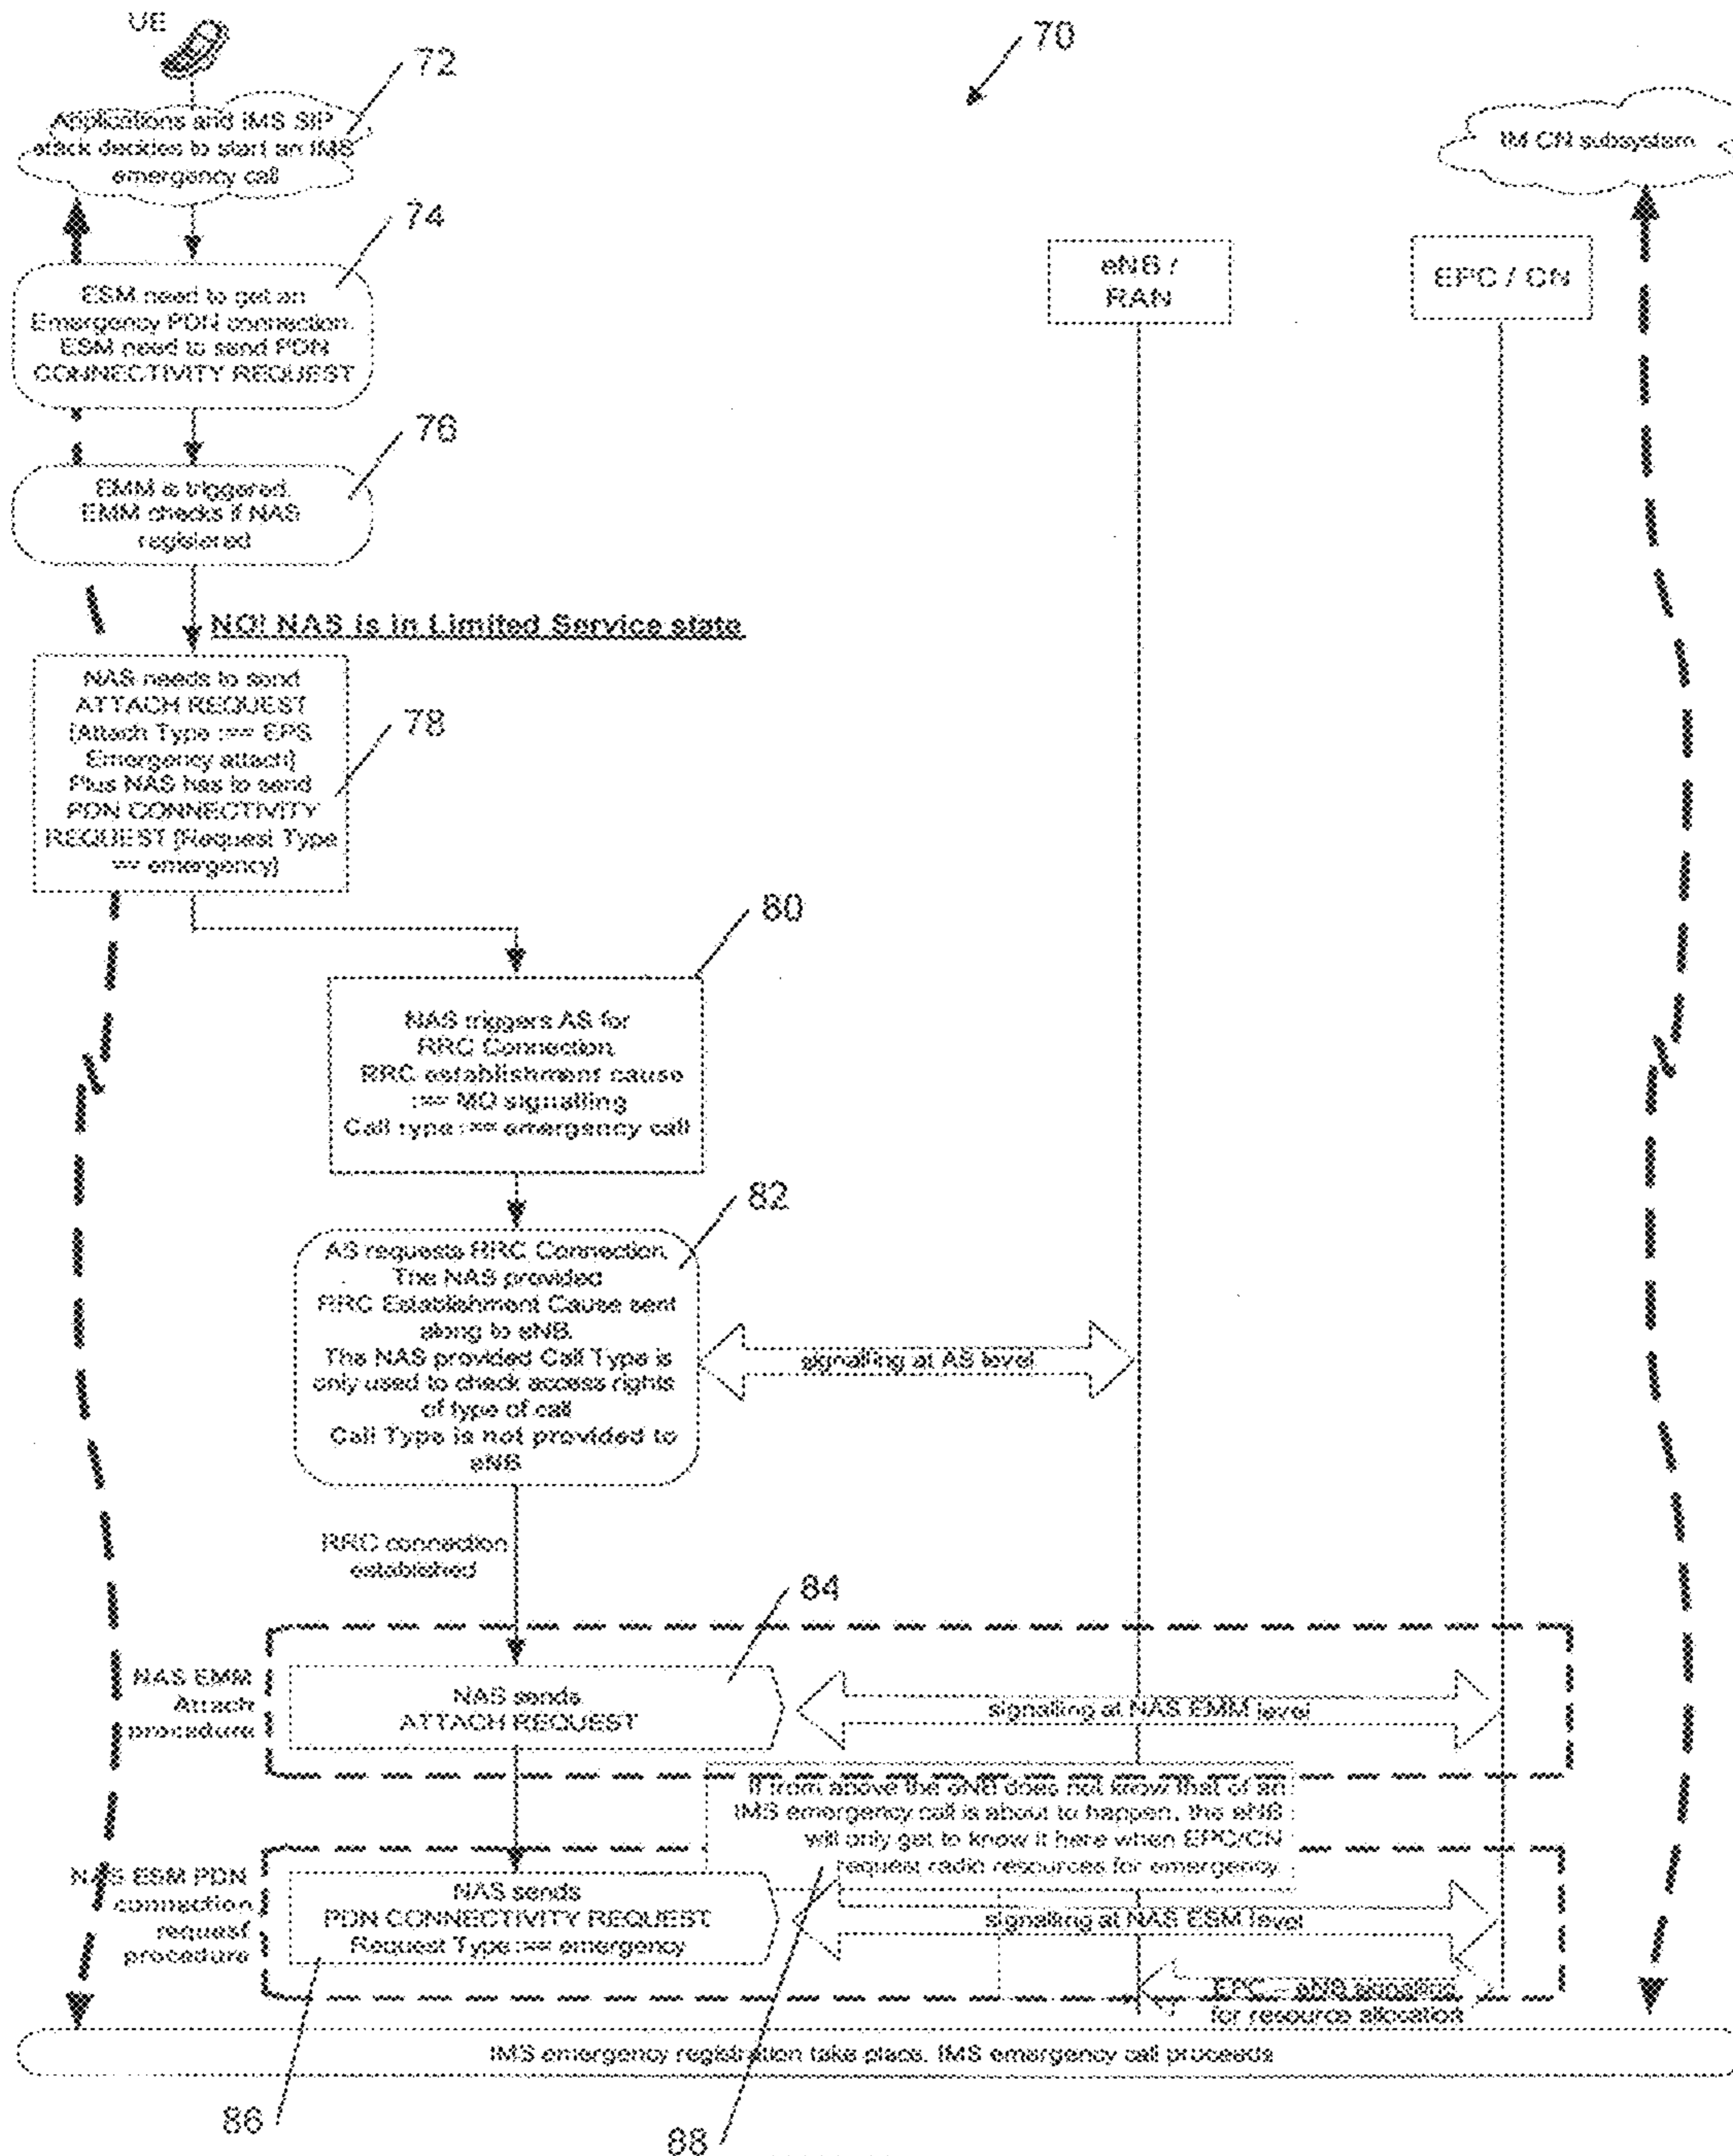 UE
70
72
Applications and IMS SIP
stack decides to start an IMS
emergency call
IM CN subsystem
74
ESM need to get an
Emergency PDN connection.
ESM need to send PDN
CONNECTIVITY REQUEST
eNB /
RAN
EPC / CN
76
EMM is triggered.
EMM checks if NAS
registered
NO! NAS is in Limited Service state
78
NAS needs to send
ATTACH REQUEST
(Attach Type :== EPS
Emergency attach)
Plus NAS has to send
PDN CONNECTIVITY
REQUEST (Request Type
== emergency)
80
NAS triggers AS for
RRC Connection.
RRC establishment cause
:== MO signalling
Call type :== emergency call
82
AS requests RRC Connection.
The NAS provided
RRC Establishment Cause sent
along to eNB.
The NAS provided Call Type is
only used to check access rights
of type of call
Call Type is not provided to
eNB
signalling at AS level
RRC connection
established
84
NAS EMM
Attach
procedure
NAS sends
ATTACH REQUEST
signalling at NAS EMM level
If from above the eNB does not know that of an
IMS emergency call is about to happen, the eNB
will only get to know it here when EPC/CN
request radio resources for emergency.
NAS ESM PDN
connection
request
procedure
NAS sends
PDN CONNECTIVITY REQUEST
Request Type :== emergency
signalling at NAS ESM level
EPC - eNB signalling
for resource allocation
IMS emergency registration take place. IMS emergency call proceeds
86
88